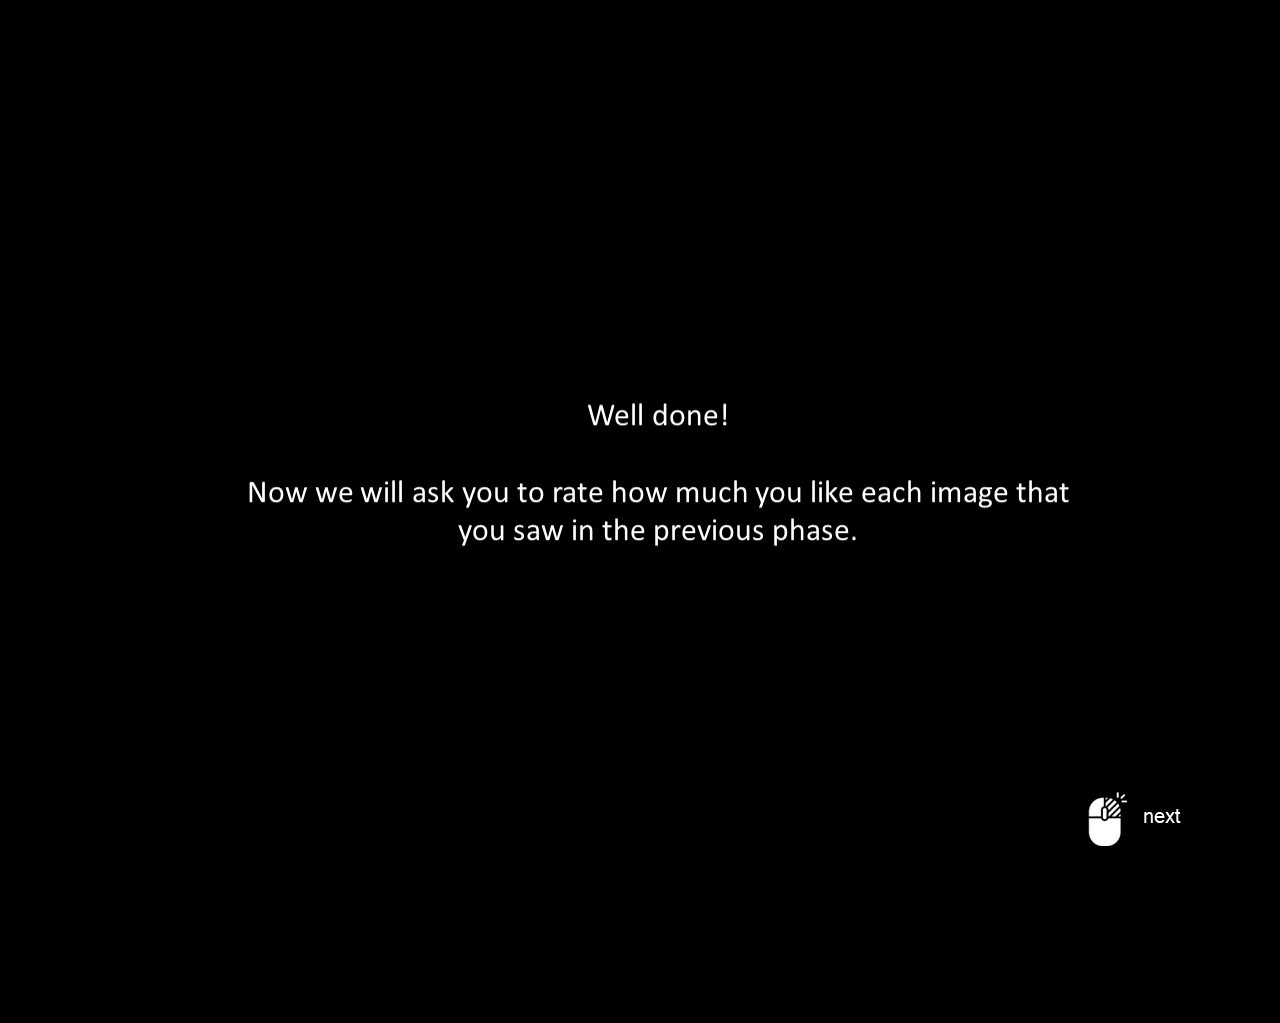 Well done!
Now we will ask you to rate how much you like each image that
you saw in the previous phase.
next